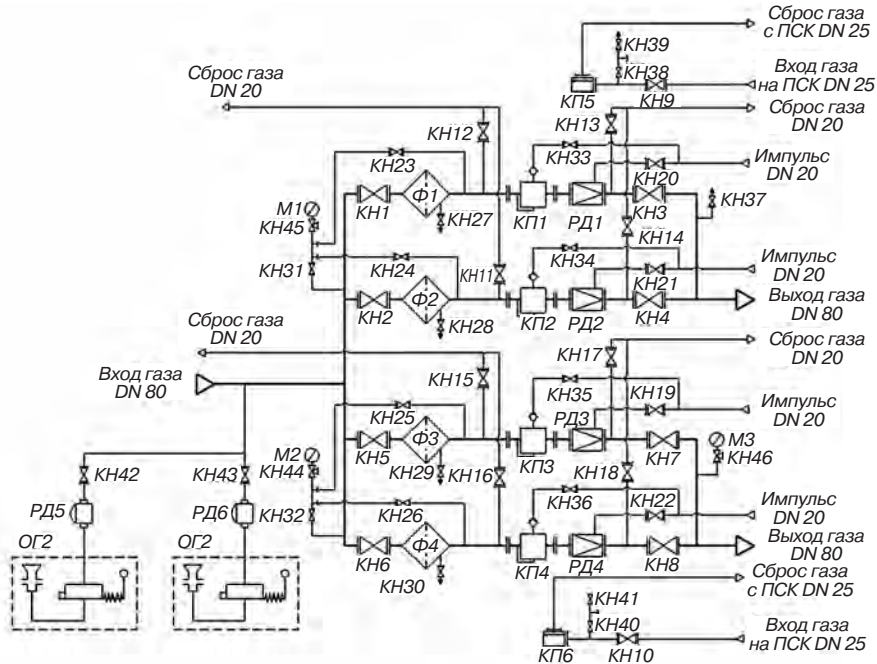 Сброс газа
с ПСК DN 25
КН39
КН38
Вход газа
на ПСК DN 25
КП5
КН9
Сброс газа
DN 20
Сброс газа
DN 20
КН12
КН13
КН23
КН33
КН20
Импульс
DN 20
М1
КН45
КН1
Ф1
КН27
КП1
РД1
КН3
КН37
КН14
КН31
КН24
КН11
КН34
КН21
Импульс
DN 20
КН2
Ф2
КН28
КП2
РД2
КН4
Выход газа
DN 80
Сброс газа
DN 20
Сброс газа
DN 20
КН17
Вход газа
DN 80
КН15
КН25
КН35
КН19
РД3
Импульс
DN 20
М2
КН44
КН5
Ф3
КН29
КН16
КП3
КН18
КН7
М3
КН46
КН42
КН43
КН36
КН22
РД5
РД6
КН32
КН26
Импульс
DN 20
ОГ2
ОГ2
КН6
Ф4
КН30
КП4
РД4
КН8
Выход газа
DN 80
Сброс газа
с ПСК DN 25
КН41
КН40
КП6
КН10
Вход газа
на ПСК DN 25